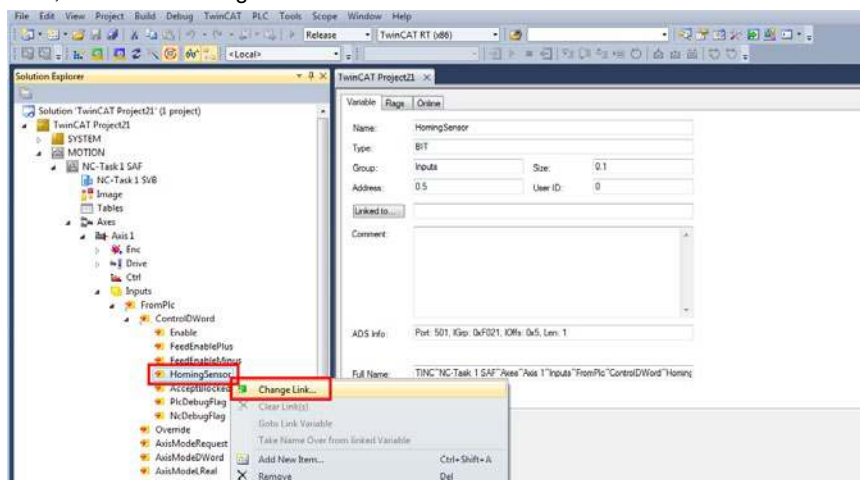 File Edit View Project Build Debug TwinCAT PLC Tools Scope Window Help
Release TwinCAT RT (x86)
<Local>
Solution Explorer
TwinCAT Project21
Solution 'TwinCAT Project21' (1 project)
TwinCAT Project21
SYSTEM
MOTION
NC-Task 1 SAF
NC-Task 1 SVB
Image
Tables
Axes
Axis 1
Enc
Drive
Ctrl
Inputs
FromPlc
ControlDWord
Enable
FeedEnablePlus
FeedEnableMinus
HomingSensor
AcceptBlocked
PlcDebugFlag
NcDebugFlag
Override
AxisModeRequest
AxisModeDWord
AxisModeLReal
Change Link...
Clear Link(s)
Goto Link Variable
Take Name Over from linked Variable
Add New Item... Ctrl+Shift+A
Remove Del
Variable Flags Online
Name: HomingSensor
Type: BIT
Group: Inputs Size: 0.1
Address: 0.5 User ID: 0
Linked to...
Comment:
ADS Info: Port: 501, IGrp: 0xF021, IOffs: 0x5, Len: 1
Full Name: TINC^NC-Task 1 SAF^Axes^Axis 1^Inputs^FromPlc^ControlDWord^Homing